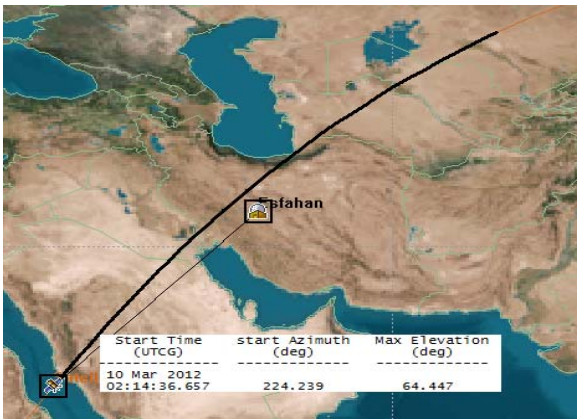 Esfahan
Start Time start Azimuth Max Elevation
(UTCG) (deg) (deg)
10 Mar 2012
02:14:36.657 224.239 64.447